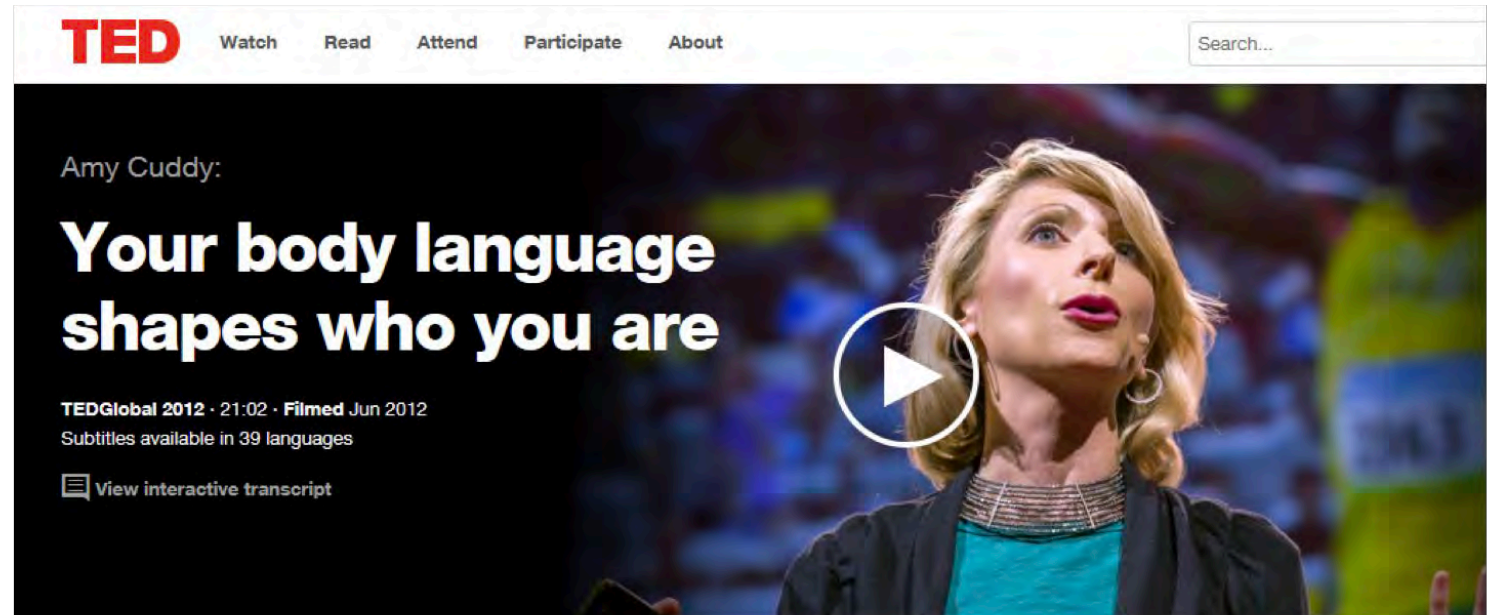 TED Watch Read Attend Participate About Search...
Amy Cuddy:
Your body language
shapes who you are
TEDGlobal 2012 · 21:02 · Filmed Jun 2012
Subtitles available in 39 languages
View interactive transcript